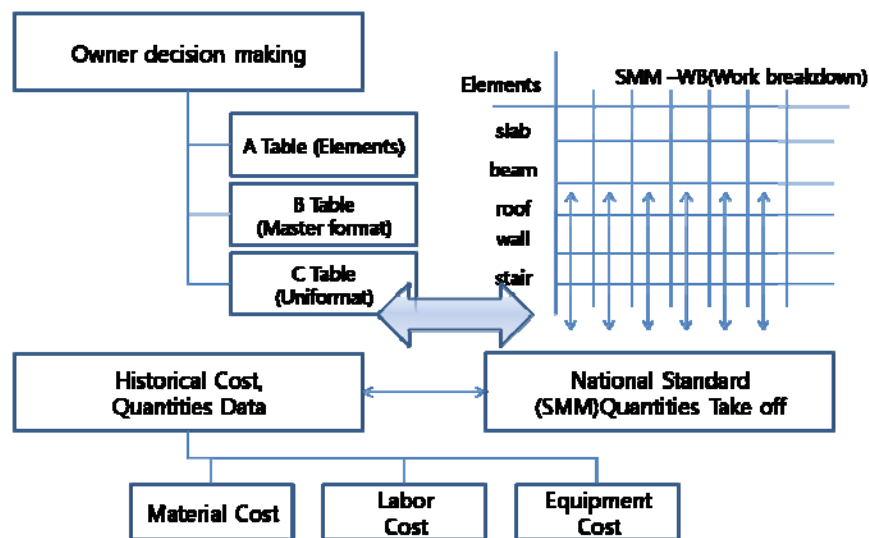 Owner decision making
A Table (Elements)
B Table
(Master format)
C Table
(Uniformat)
Elements
SMM –WB(Work breakdown)
slab
beam
roof
wall
stair
Historical Cost,
Quantities Data
National Standard
(SMM)Quantities Take off
Material Cost
Labor
Cost
Equipment
Cost